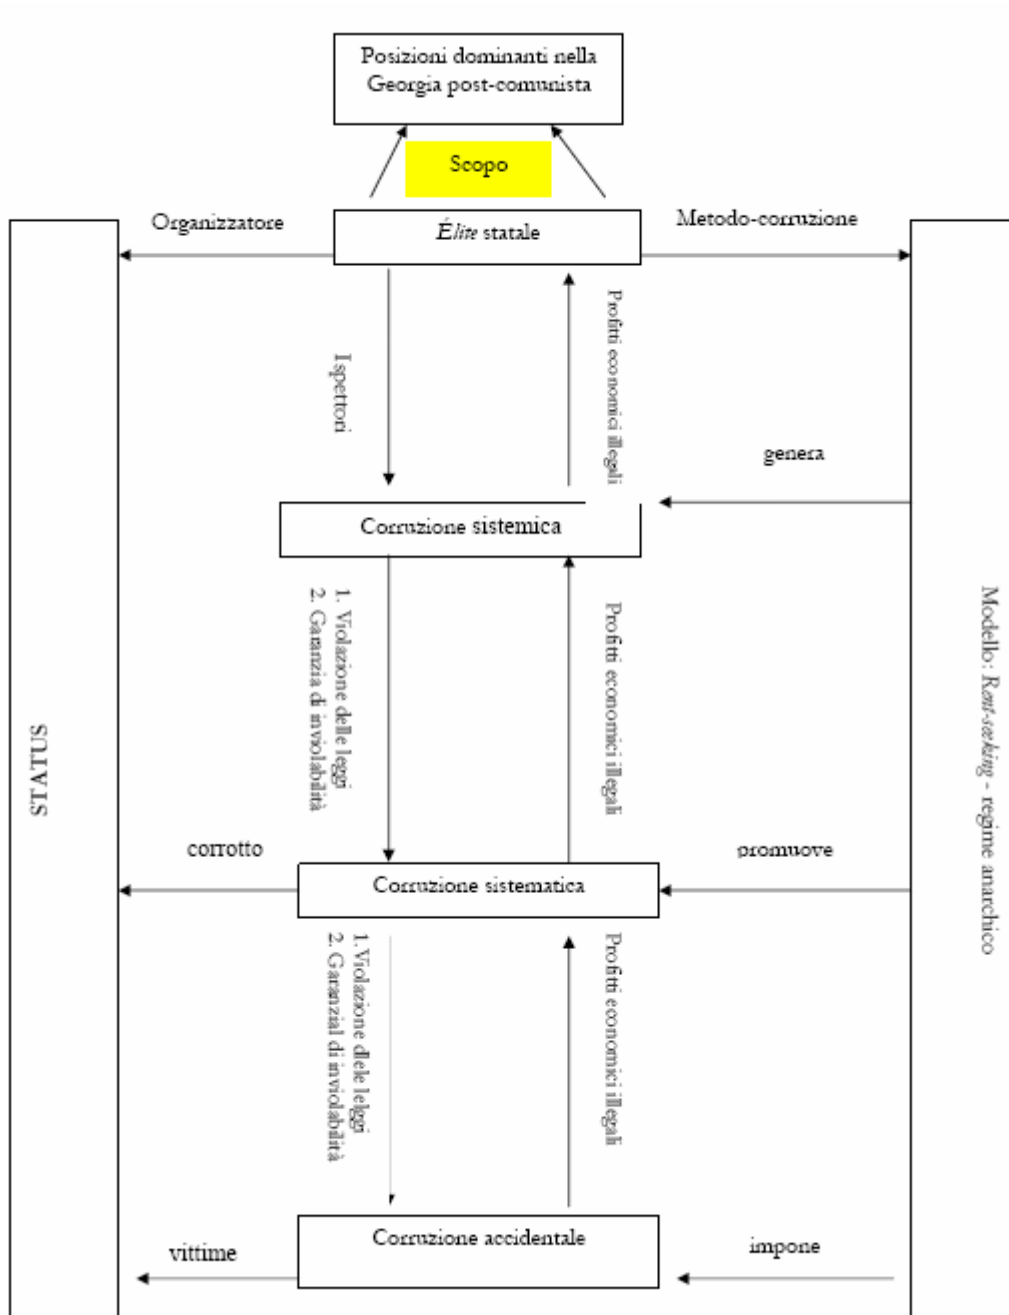 Posizioni dominanti nella
Georgia post-comunista
Scopo
Organizzatore
Élite statale
Metodo-corruzione
Ispettori
Profitti economici illegali
genera
Corruzione sistemica
1. Violazione delle leggi
2. Garanzia di inviolabilità
Profitti economici illegali
STATUS
Modello: Rent-seeking - regime anarchico
corrotto
Corruzione sistematica
promuove
1.Violazione dlele lelggi
2. Garanzial di inviolabilità
Profitti economici illegali
vittime
Corruzione accidentale
impone